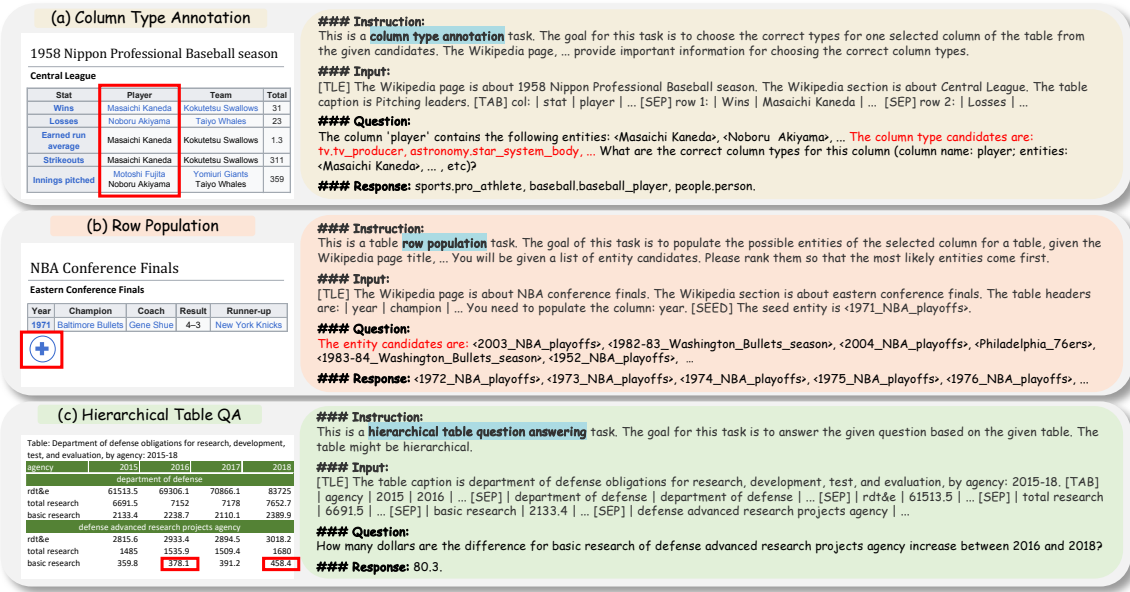 (a) Column Type Annotation
1958 Nippon Professional Baseball season
Central League
Stat | Player | Team | Total
Wins | Masaichi Kaneda | Kokutetsu Swallows | 31
Losses | Noboru Akiyama | Taiyo Whales | 23
Earned run average | Masaichi Kaneda | Kokutetsu Swallows | 1.3
Strikeouts | Masaichi Kaneda | Kokutetsu Swallows | 311
Innings pitched | Motoshi Fujita Noboru Akiyama | Yomiuri Giants Taiyo Whales | 359
### Instruction:
This is a column type annotation task. The goal for this task is to choose the correct types for one selected column of the table from
the given candidates. The Wikipedia page, ... provide important information for choosing the correct column types.
### Input:
[TLE] The Wikipedia page is about 1958 Nippon Professional Baseball season. The Wikipedia section is about Central League. The table
caption is Pitching leaders. [TAB] col: | stat | player | ... [SEP] row 1: | Wins | Masaichi Kaneda | ... [SEP] row 2: | Losses | ...
### Question:
The column 'player' contains the following entities: <Masaichi Kaneda>, <Noboru Akiyama>, ... The column type candidates are:
tv.tv_producer, astronomy.star_system_body, ... What are the correct column types for this column (column name: player; entities:
<Masaichi Kaneda>, ... , etc)?
### Response: sports.pro_athlete, baseball.baseball_player, people.person.
(b) Row Population
NBA Conference Finals
Eastern Conference Finals
Year | Champion | Coach | Result | Runner-up
1971 | Baltimore Bullets | Gene Shue | 4–3 | New York Knicks
### Instruction:
This is a table row population task. The goal of this task is to populate the possible entities of the selected column for a table, given the
Wikipedia page title, ... You will be given a list of entity candidates. Please rank them so that the most likely entities come first.
### Input:
[TLE] The Wikipedia page is about NBA conference finals. The Wikipedia section is about eastern conference finals. The table headers
are: | year | champion | ... You need to populate the column: year. [SEED] The seed entity is <1971_NBA_playoffs>.
### Question:
The entity candidates are: <2003_NBA_playoffs>, <1982-83_Washington_Bullets_season>, <2004_NBA_playoffs>, <Philadelphia_76ers>,
<1983-84_Washington_Bullets_season>, <1952_NBA_playoffs>, ...
### Response: <1972_NBA_playoffs>, <1973_NBA_playoffs>, <1974_NBA_playoffs>, <1975_NBA_playoffs>, <1976_NBA_playoffs>, ...
(c) Hierarchical Table QA
Table: Department of defense obligations for research, development,
test, and evaluation, by agency: 2015-18
agency 2015 2016 2017 2018
department of defense
rdt&e 61513.5 69306.1 70866.1 83725
total research 6691.5 7152 7178 7652.7
basic research 2133.4 2238.7 2110.1 2389.9
defense advanced research projects agency
rdt&e 2815.6 2933.4 2894.5 3018.2
total research 1485 1535.9 1509.4 1680
basic research 359.8 378.1 391.2 458.4
### Instruction:
This is a hierarchical table question answering task. The goal for this task is to answer the given question based on the given table. The
table might be hierarchical.
### Input:
[TLE] The table caption is department of defense obligations for research, development, test, and evaluation, by agency: 2015-18. [TAB]
| agency | 2015 | 2016 | ... [SEP] | department of defense | department of defense | ... [SEP] | rdt&e | 61513.5 | ... [SEP] | total research
| 6691.5 | ... [SEP] | basic research | 2133.4 | ... [SEP] | defense advanced research projects agency | ...
### Question:
How many dollars are the difference for basic research of defense advanced research projects agency increase between 2016 and 2018?
### Response: 80.3.